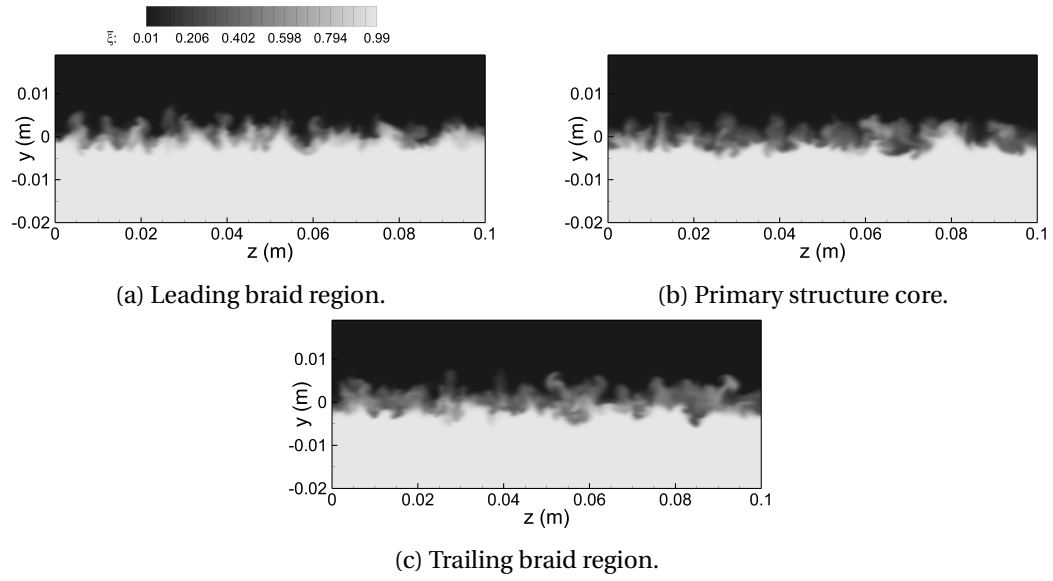 ξ̅: 0.01 0.206 0.402 0.598 0.794 0.99
0.01
0
-0.01
-0.02
y (m)
0 0.02 0.04 0.06 0.08 0.1
z (m)
(a) Leading braid region.
0.01
0
-0.01
-0.02
y (m)
0 0.02 0.04 0.06 0.08 0.1
z (m)
(b) Primary structure core.
0.01
0
-0.01
-0.02
y (m)
0 0.02 0.04 0.06 0.08 0.1
z (m)
(c) Trailing braid region.